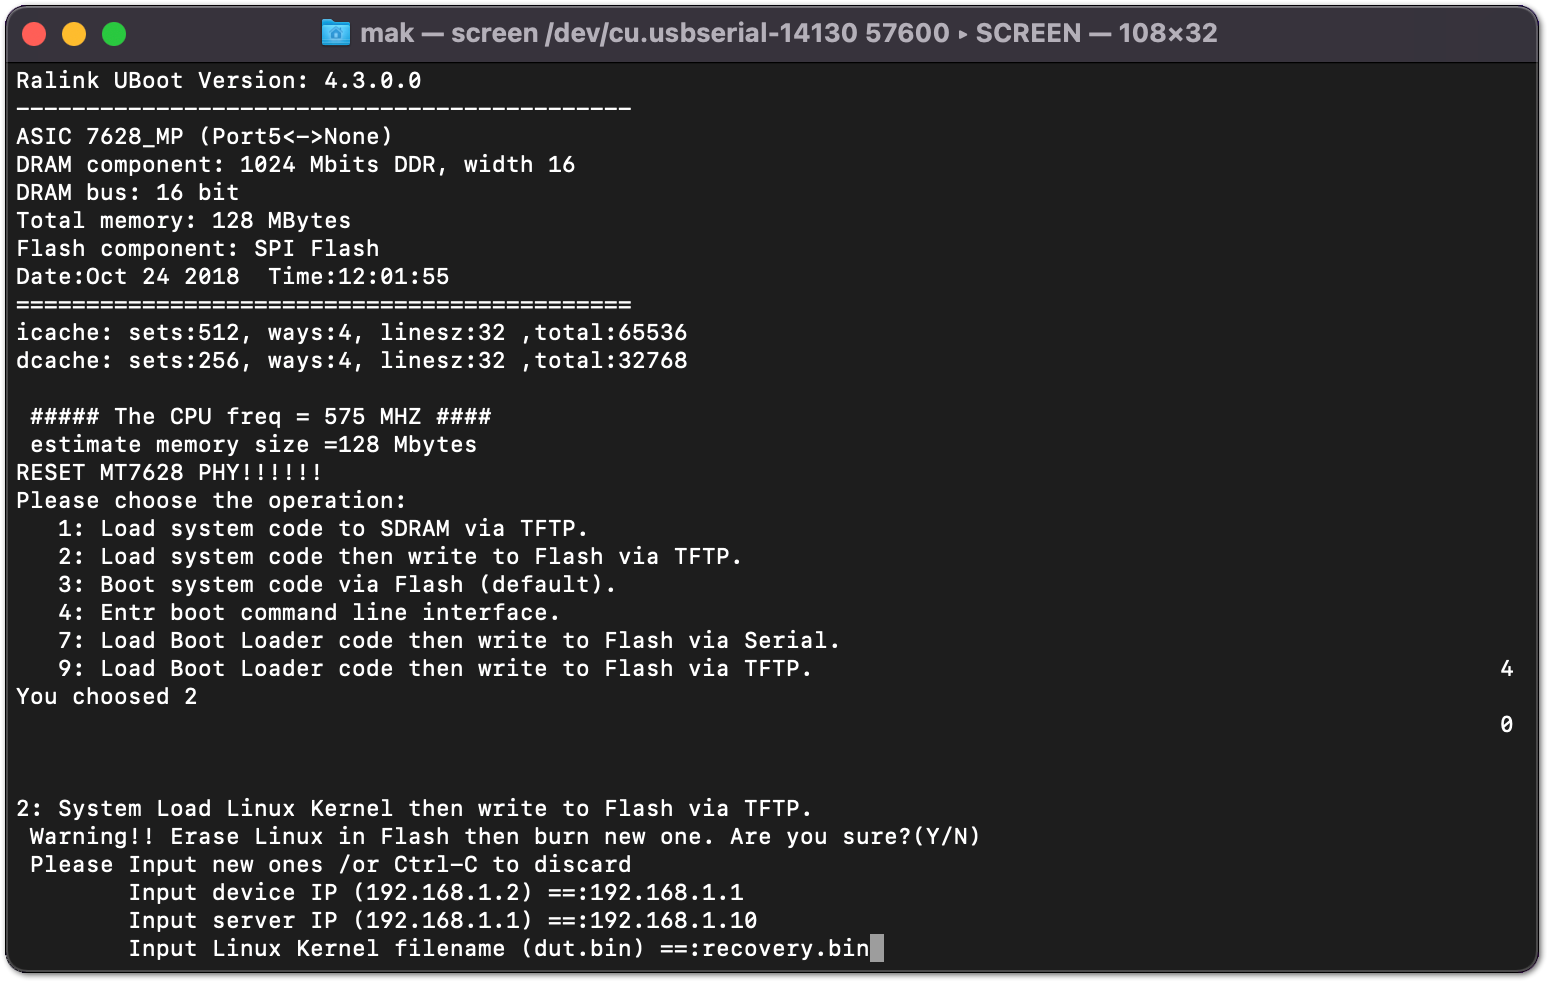 mak — screen /dev/cu.usbserial-14130 57600 ▸ SCREEN — 108×32
Ralink UBoot Version: 4.3.0.0
--------------------------------------------
ASIC 7628_MP (Port5<->None)
DRAM component: 1024 Mbits DDR, width 16
DRAM bus: 16 bit
Total memory: 128 MBytes
Flash component: SPI Flash
Date:Oct 24 2018  Time:12:01:55
============================================
icache: sets:512, ways:4, linesz:32 ,total:65536
dcache: sets:256, ways:4, linesz:32 ,total:32768
 ##### The CPU freq = 575 MHZ ####
 estimate memory size =128 Mbytes
RESET MT7628 PHY!!!!!!
Please choose the operation:
   1: Load system code to SDRAM via TFTP.
   2: Load system code then write to Flash via TFTP.
   3: Boot system code via Flash (default).
   4: Entr boot command line interface.
   7: Load Boot Loader code then write to Flash via Serial.
   9: Load Boot Loader code then write to Flash via TFTP. 4
You choosed 2
0
2: System Load Linux Kernel then write to Flash via TFTP.
 Warning!! Erase Linux in Flash then burn new one. Are you sure?(Y/N)
 Please Input new ones /or Ctrl-C to discard
        Input device IP (192.168.1.2) ==:192.168.1.1
        Input server IP (192.168.1.1) ==:192.168.1.10
        Input Linux Kernel filename (dut.bin) ==:recovery.bin